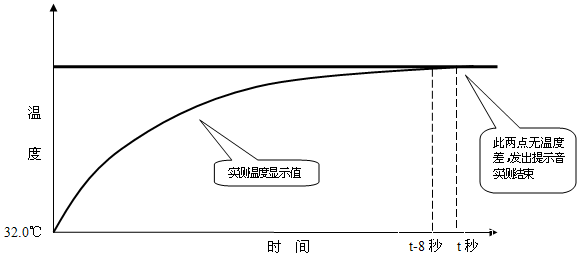 温
度
此两点无温度
差,发出提示音
实测结束
实测温度显示值
32.0℃
时 间
t-8秒
t秒